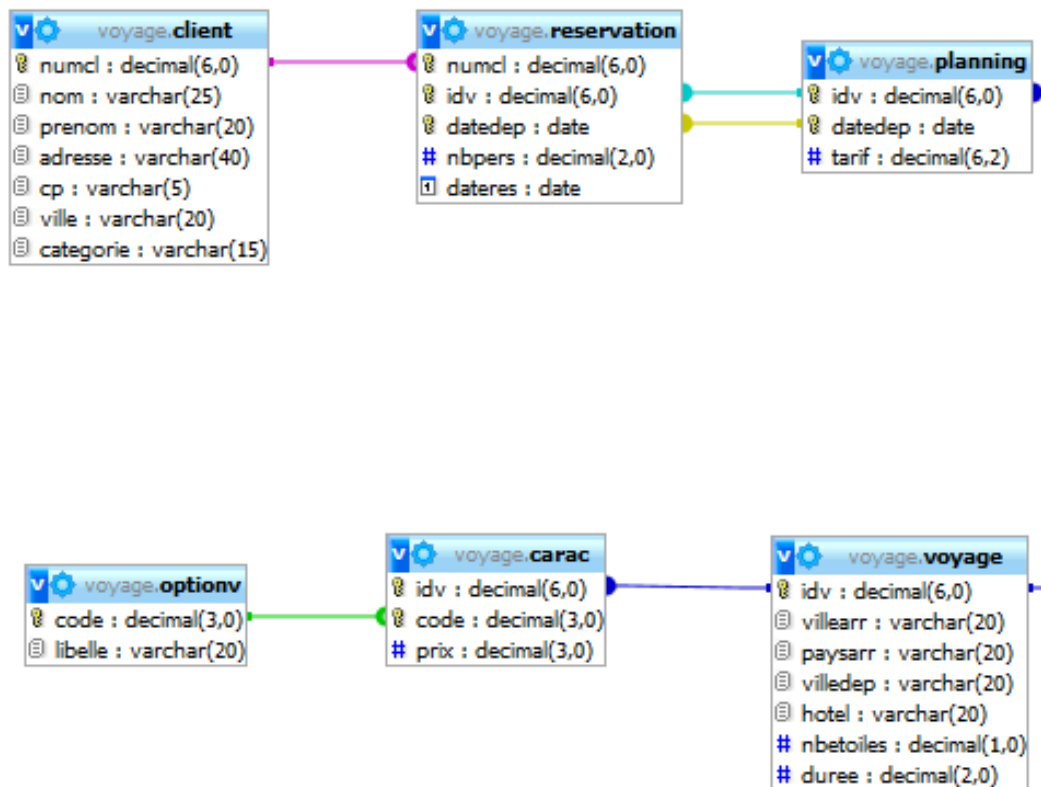 voyage.client
numcl : decimal(6,0)
nom : varchar(25)
prenom : varchar(20)
adresse : varchar(40)
cp : varchar(5)
ville : varchar(20)
categorie : varchar(15)
voyage.reservation
numcl : decimal(6,0)
idv : decimal(6,0)
datedep : date
# nbpers : decimal(2,0)
dateres : date
voyage.planning
idv : decimal(6,0)
datedep : date
# tarif : decimal(6,2)
voyage.optionv
code : decimal(3,0)
libelle : varchar(20)
voyage.carac
idv : decimal(6,0)
code : decimal(3,0)
# prix : decimal(3,0)
voyage.voyage
idv : decimal(6,0)
villearr : varchar(20)
paysarr : varchar(20)
villedep : varchar(20)
hotel : varchar(20)
# nbetoiles : decimal(1,0)
# duree : decimal(2,0)